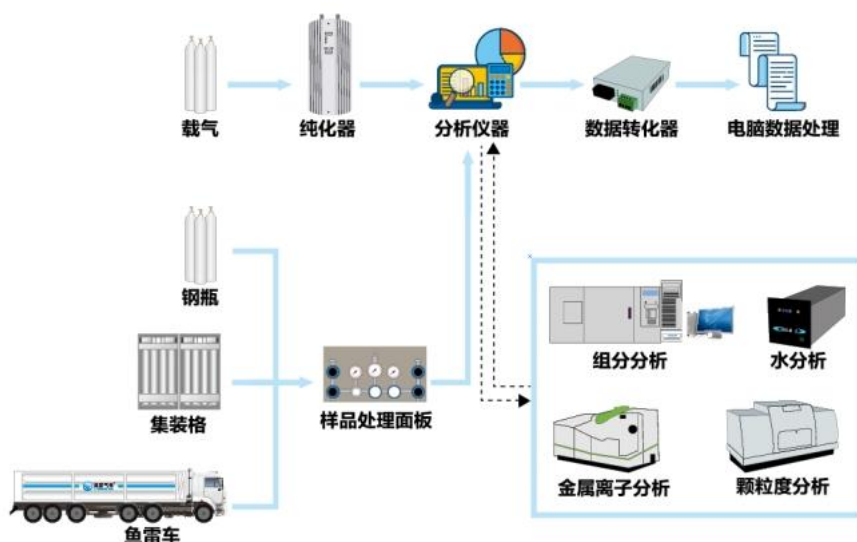 载气
纯化器
分析仪器
数据转化器
电脑数据处理
钢瓶
集装格
样品处理面板
鱼雷车
组分分析
水分析
金属离子分析
颗粒度分析